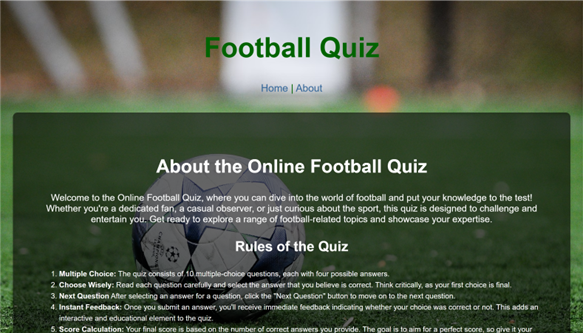 Football Quiz
Home | About
About the Online Football Quiz
Welcome to the Online Football Quiz, where you can dive into the world of football and put your knowledge to the test!
Whether you're a dedicated fan, a casual observer, or just curious about the sport, this quiz is designed to challenge and
entertain you. Get ready to explore a range of football-related topics and showcase your expertise.
Rules of the Quiz
1. Multiple Choice: The quiz consists of 10 multiple-choice questions, each with four possible answers.
2. Choose Wisely: Read each question carefully and select the answer that you believe is correct. Think critically, as your first choice is final.
3. Next Question After selecting an answer for a question, click the "Next Question" button to move on to the next question.
4. Instant Feedback: Once you submit an answer, you'll receive immediate feedback indicating whether your choice was correct or not. This adds an
interactive and educational element to the quiz.
5. Score Calculation: Your final score is based on the number of correct answers you provide. The goal is to aim for a perfect score, so give it your